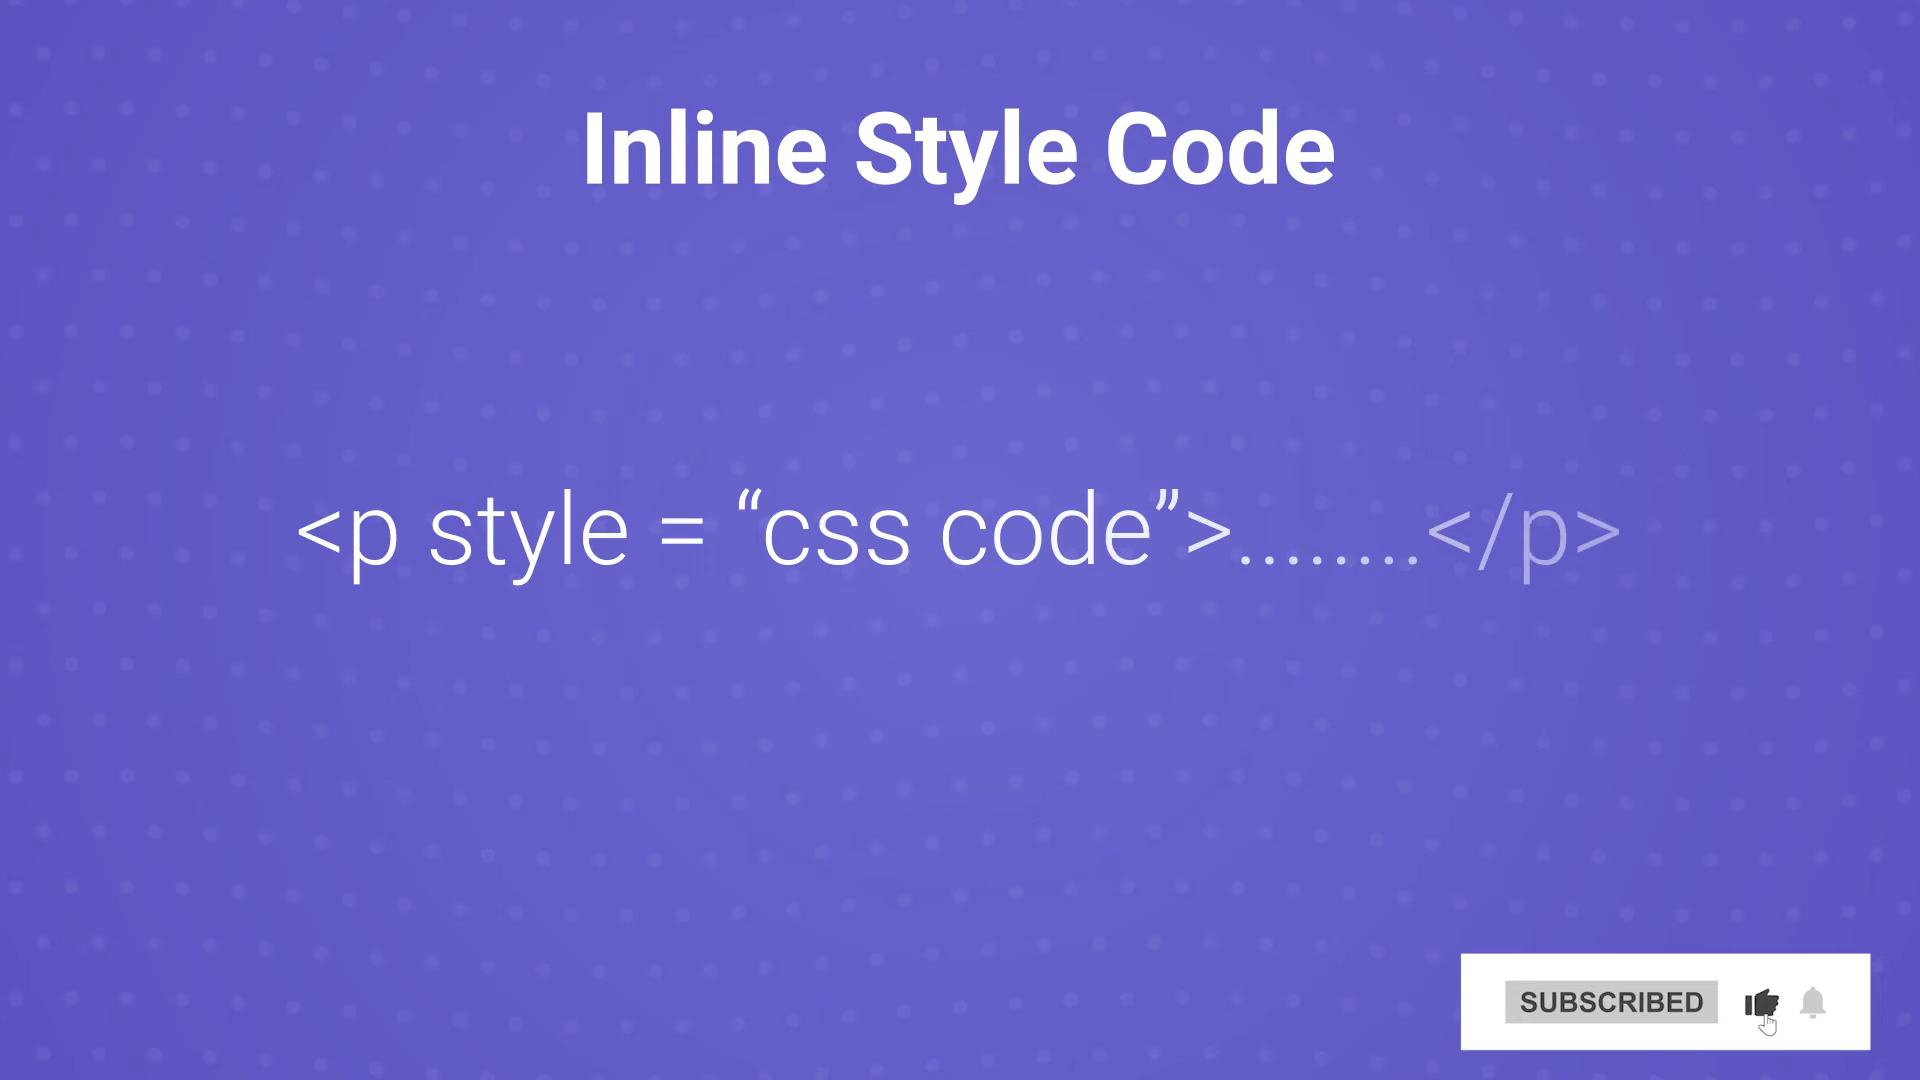 Inline Style Code
<p style = “css code”>........</p>
SUBSCRIBED